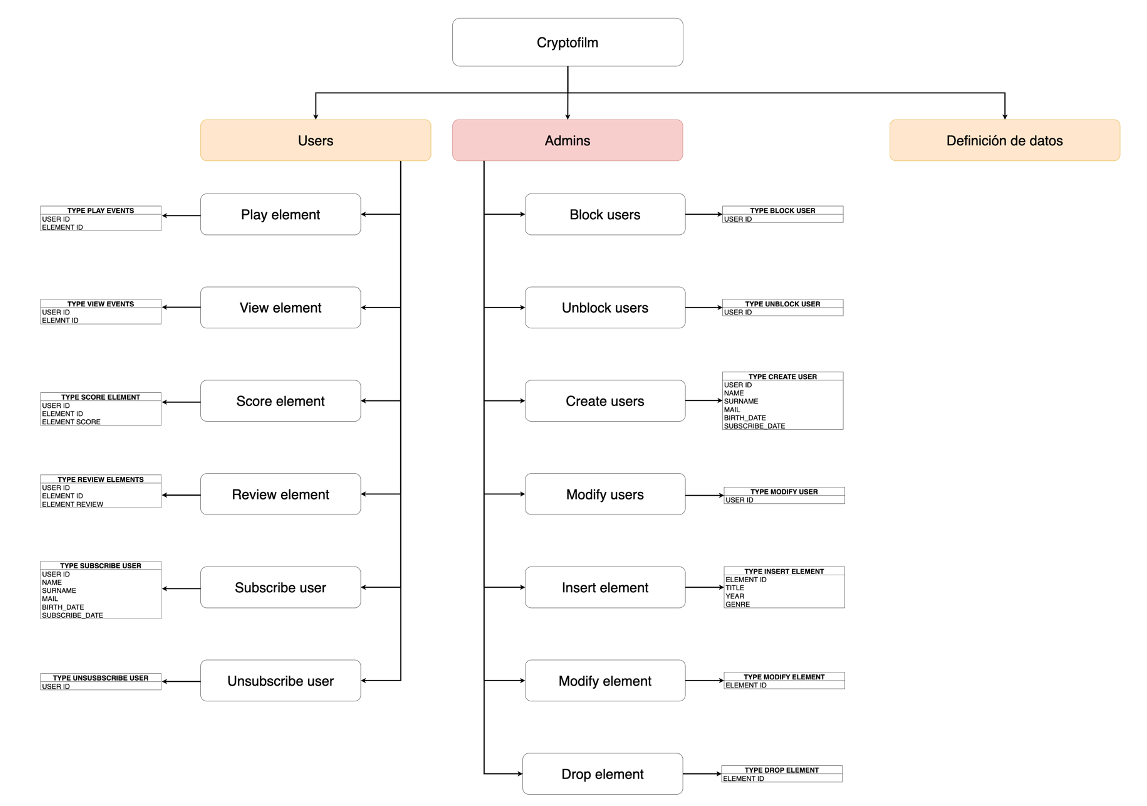 Cryptofilm
Users
Admins
Definición de datos
TYPE PLAY EVENTS
USER ID
ELEMENT ID
Play element
Block users
TYPE BLOCK USER
USER ID
TYPE VIEW EVENTS
USER ID
ELEMNT ID
View element
Unblock users
TYPE UNBLOCK USER
USER ID
TYPE SCORE ELEMENT
USER ID
ELEMENT ID
ELEMENT SCORE
Score element
Create users
TYPE CREATE USER
USER ID
NAME
SURNAME
MAIL
BIRTH_DATE
SUBSCRIBE_DATE
TYPE REVIEW ELEMENTS
USER ID
ELEMENT ID
ELEMENT REVIEW
Review element
Modify users
TYPE MODIFY USER
USER ID
TYPE SUBSCRIBE USER
USER ID
NAME
SURNAME
MAIL
BIRTH_DATE
SUBSCRIBE_DATE
Subscribe user
Insert element
TYPE INSERT ELEMENT
ELEMENT ID
TITLE
YEAR
GENRE
TYPE UNSUSBSCRIBE USER
USER ID
Unsubscribe user
Modify element
TYPE MODIFY ELEMENT
ELEMENT ID
Drop element
TYPE DROP ELEMENT
ELEMENT ID